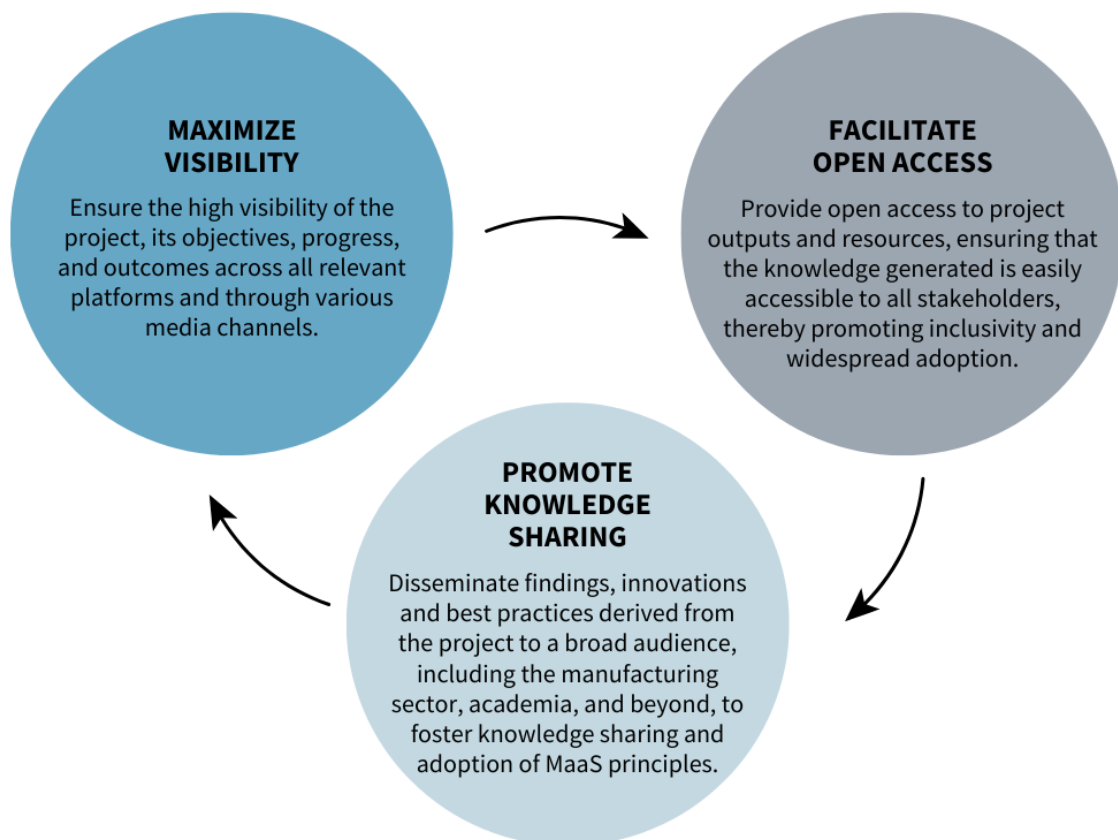 MAXIMIZE
VISIBILITY
Ensure the high visibility of the
project, its objectives, progress,
and outcomes across all relevant
platforms and through various
media channels.
FACILITATE
OPEN ACCESS
Provide open access to project
outputs and resources, ensuring that
the knowledge generated is easily
accessible to all stakeholders,
thereby promoting inclusivity and
widespread adoption.
PROMOTE
KNOWLEDGE
SHARING
Disseminate findings, innovations
and best practices derived from
the project to a broad audience,
including the manufacturing
sector, academia, and beyond, to
foster knowledge sharing and
adoption of MaaS principles.